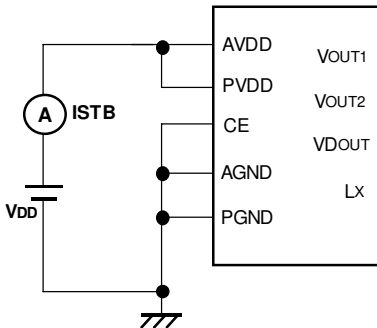 AVDD
VOUT1
PVDD
A
ISTB
VOUT2
CE
VDOUT
AGND
LX
VDD
PGND